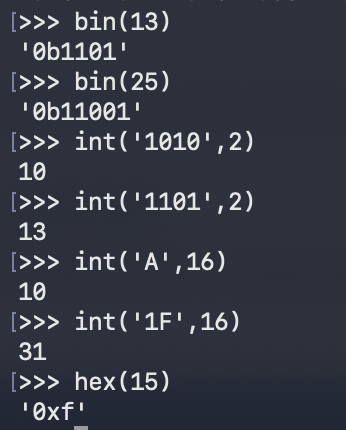 [>>> bin(13)
'0b1101'
[>>> bin(25)
'0b11001'
[>>> int('1010',2)
10
[>>> int('1101',2)
13
[>>> int('A',16)
10
[>>> int('1F',16)
31
[>>> hex(15)
'0xf'